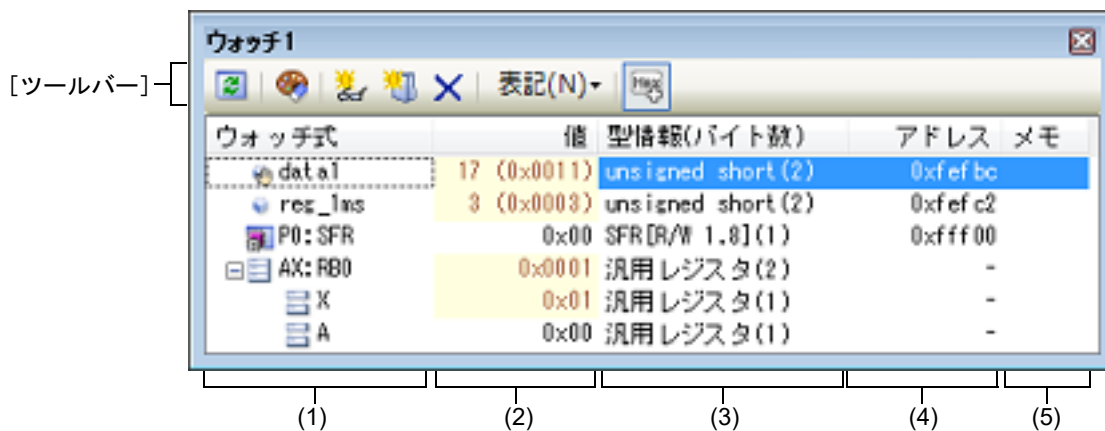 ウォッチ1
[ツールバー]
表記(N)
Hex
ウォッチ式 値 型情報(バイト数) アドレス メモ
data1 17 (0x0011) unsigned short(2) 0xfefbc
reg_1ms 3 (0x0003) unsigned short(2) 0xfefc2
P0:SFR 0x00 SFR[R/W 1.8](1) 0xfff00
AX:RB0 0x0001 汎用レジスタ(2) -
X 0x01 汎用レジスタ(1) -
A 0x00 汎用レジスタ(1) -
(1) (2) (3) (4) (5)